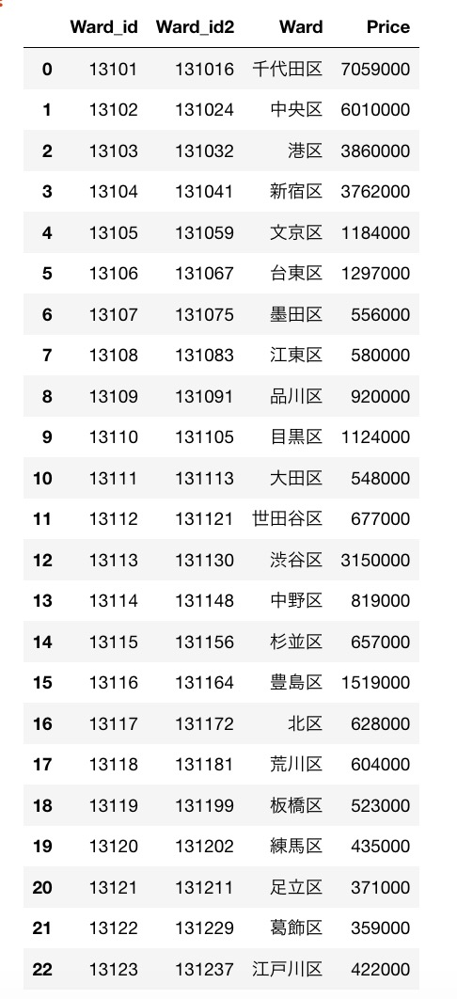 Ward_id Ward_id2 Ward Price
0 13101 131016 千代田区 7059000
1 13102 131024 中央区 6010000
2 13103 131032 港区 3860000
3 13104 131041 新宿区 3762000
4 13105 131059 文京区 1184000
5 13106 131067 台東区 1297000
6 13107 131075 墨田区 556000
7 13108 131083 江東区 580000
8 13109 131091 品川区 920000
9 13110 131105 目黒区 1124000
10 13111 131113 大田区 548000
11 13112 131121 世田谷区 677000
12 13113 131130 渋谷区 3150000
13 13114 131148 中野区 819000
14 13115 131156 杉並区 657000
15 13116 131164 豊島区 1519000
16 13117 131172 北区 628000
17 13118 131181 荒川区 604000
18 13119 131199 板橋区 523000
19 13120 131202 練馬区 435000
20 13121 131211 足立区 371000
21 13122 131229 葛飾区 359000
22 13123 131237 江戸川区 422000